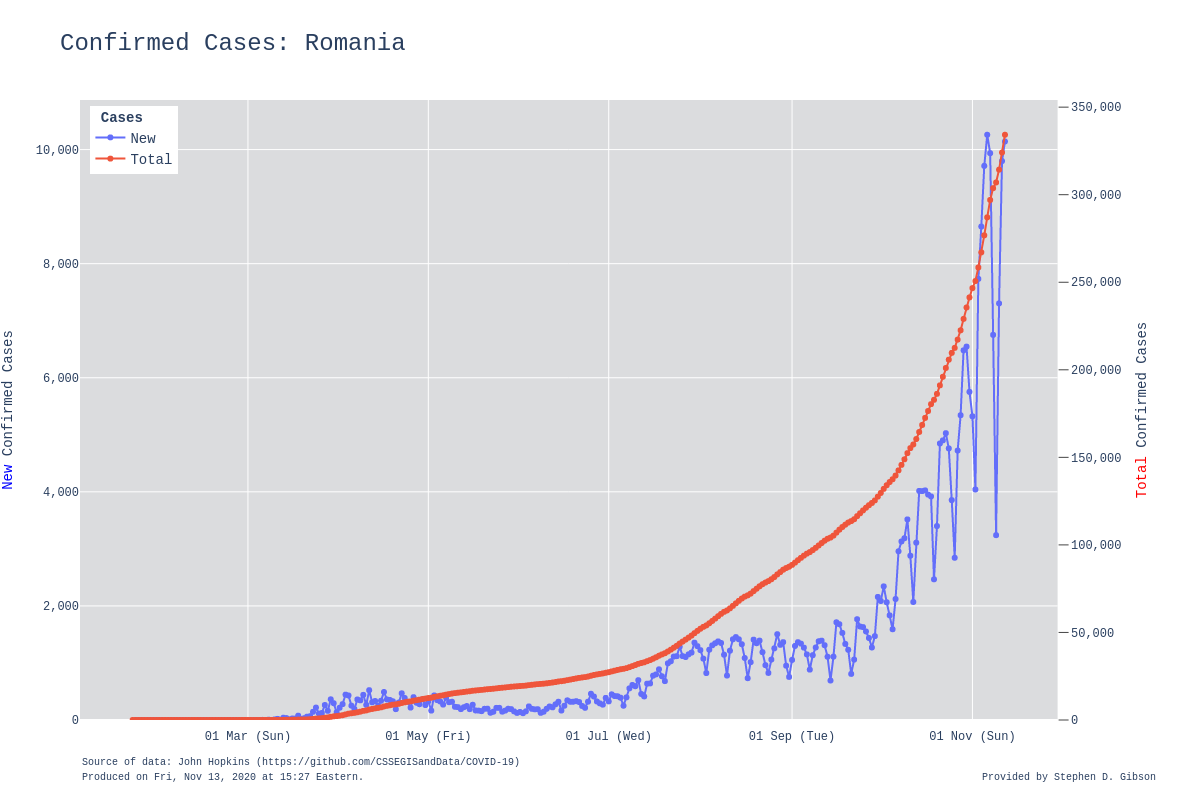 Confirmed Cases: Romania
Cases
New
Total
10,000
8,000
6,000
4,000
2,000
0
New Confirmed Cases
350,000
300,000
250,000
200,000
150,000
100,000
50,000
0
Total Confirmed Cases
01 Mar (Sun) 01 May (Fri) 01 Jul (Wed) 01 Sep (Tue) 01 Nov (Sun)
Source of data: John Hopkins (https://github.com/CSSEGISandData/COVID-19)
Produced on Fri, Nov 13, 2020 at 15:27 Eastern.
Provided by Stephen D. Gibson